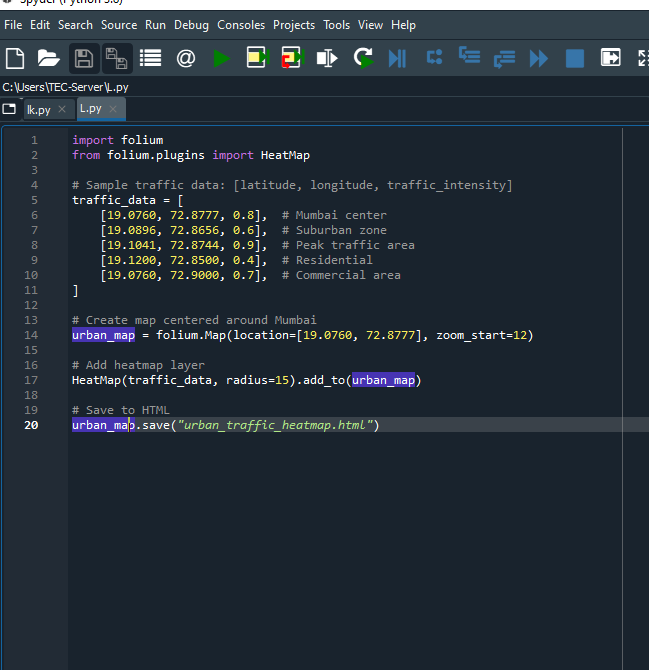 Spyder (Python 3.8)
File Edit Search Source Run Debug Consoles Projects Tools View Help
C:\Users\TEC-Server\L.py
lk.py L.py
1 import folium
2 from folium.plugins import HeatMap
3
4 # Sample traffic data: [latitude, longitude, traffic_intensity]
5 traffic_data = [
6 [19.0760, 72.8777, 0.8], # Mumbai center
7 [19.0896, 72.8656, 0.6], # Suburban zone
8 [19.1041, 72.8744, 0.9], # Peak traffic area
9 [19.1200, 72.8500, 0.4], # Residential
10 [19.0760, 72.9000, 0.7], # Commercial area
11 ]
12
13 # Create map centered around Mumbai
14 urban_map = folium.Map(location=[19.0760, 72.8777], zoom_start=12)
15
16 # Add heatmap layer
17 HeatMap(traffic_data, radius=15).add_to(urban_map)
18
19 # Save to HTML
20 urban_map.save("urban_traffic_heatmap.html")